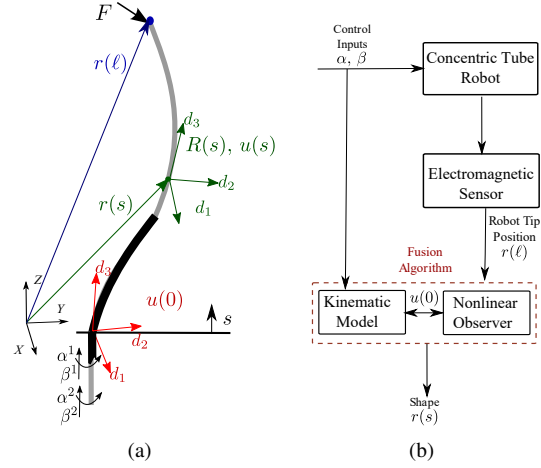 F
r(ℓ)
d₃
R(s), u(s)
d₂
r(s)
d₁
d₃
Z
u(0)
Y
s
X
d₂
α¹
β¹
d₁
α²
β²
(a)
Control
Inputs
α, β
Concentric Tube
Robot
Electromagnetic
Sensor
Robot Tip
Position
r(ℓ)
Fusion
Algorithm
Kinematic
Model
u(0)
Nonlinear
Observer
Shape
r(s)
(b)